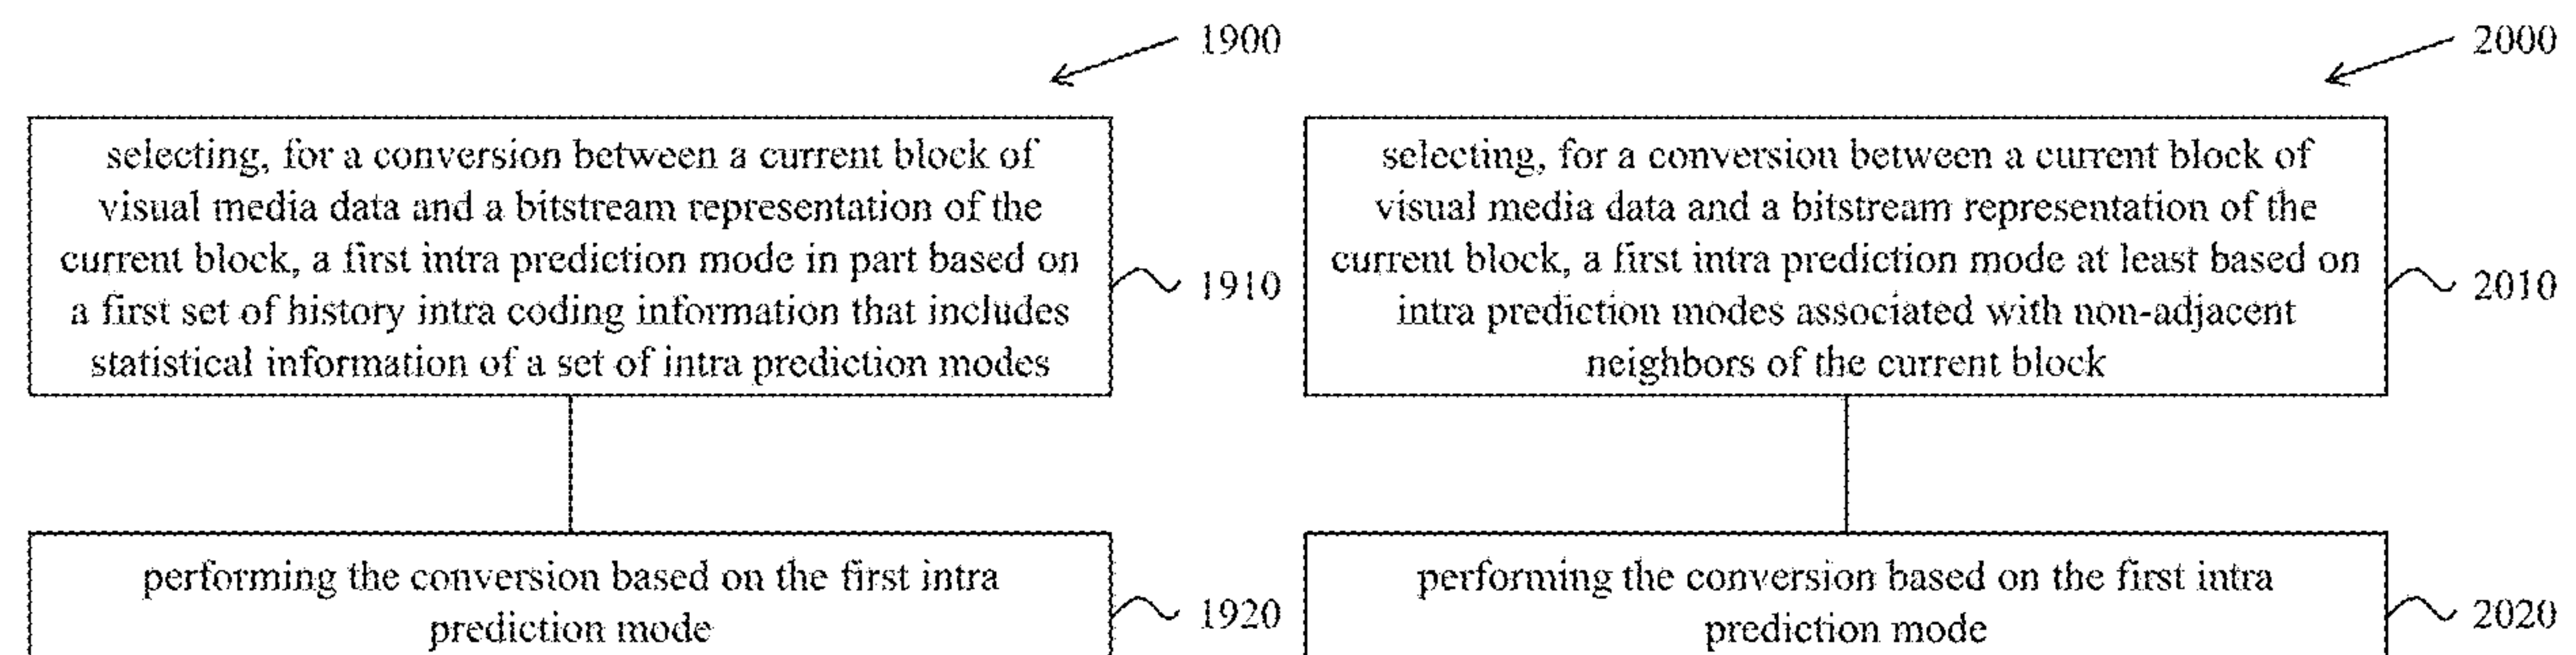 1900
selecting, for a conversion between a current block of
visual media data and a bitstream representation of the
current block, a first intra prediction mode in part based on
a first set of history intra coding information that includes
statistical information of a set of intra prediction modes
1910
performing the conversion based on the first intra
prediction mode
1920
2000
selecting, for a conversion between a current block of
visual media data and a bitstream representation of the
current block, a first intra prediction mode at least based on
intra prediction modes associated with non-adjacent
neighbors of the current block
2010
performing the conversion based on the first intra
prediction mode
2020